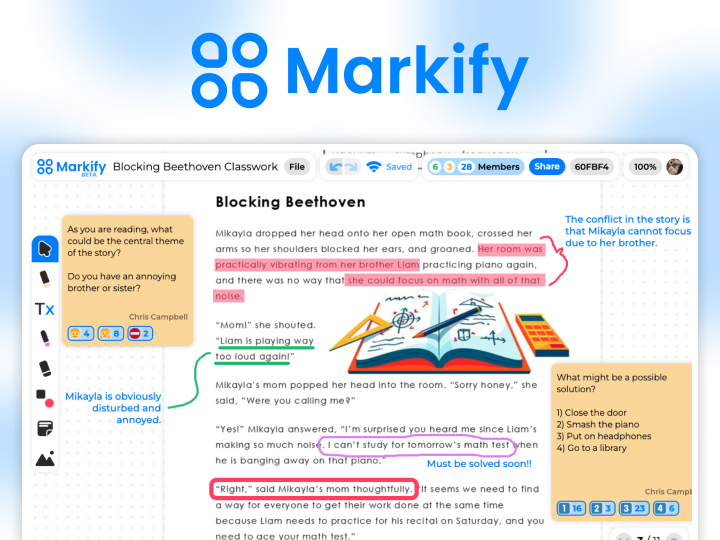 Markify
Markify BETA
Blocking Beethoven Classwork
File
Saved
6 3 28 Members
Share
60FBF4
100%
Blocking Beethoven
Mikayla dropped her head onto her open math book, crossed her
arms so her shoulders blocked her ears, and groaned. Her room was
practically vibrating from her brother Liam practicing piano again,
and there was no way that she could focus on math with all of that
noise.
The conflict in the story is
that Mikayla cannot focus
due to her brother.
As you are reading, what
could be the central theme
of the story?
Do you have an annoying
brother or sister?
Chris Campbell
4 8 2
Tx
“Mom!” she shouted.
“Liam is playing way
too loud again!”
Mikayla is obviously
disturbed and
annoyed.
Mikayla’s mom popped her head into the room. “Sorry honey,” she
said, “Were you calling me?”
“Yes!” Mikayla answered, “I’m surprised you heard me since Liam’s
making so much noise. I can’t study for tomorrow’s math test when
he is banging away on that piano.”
Must be solved soon!!
“Right,” said Mikayla’s mom thoughtfully. “It seems we need to find
a way for everyone to get their work done at the same time
because Liam needs to practice for his recital on Saturday, and you
need to ace your math test.”
What might be a possible
solution?
1) Close the door
2) Smash the piano
3) Put on headphones
4) Go to a library
Chris Campbell
1 16 2 3 3 23 4 6